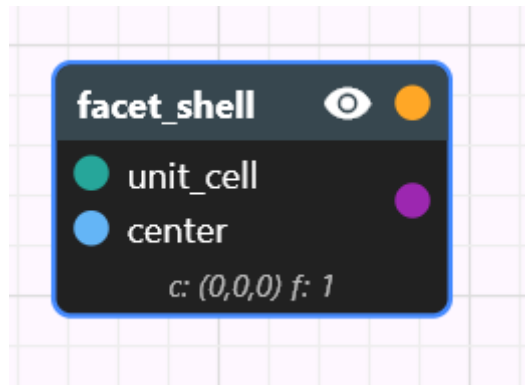 facet_shell
unit_cell
center
c: (0,0,0) f: 1